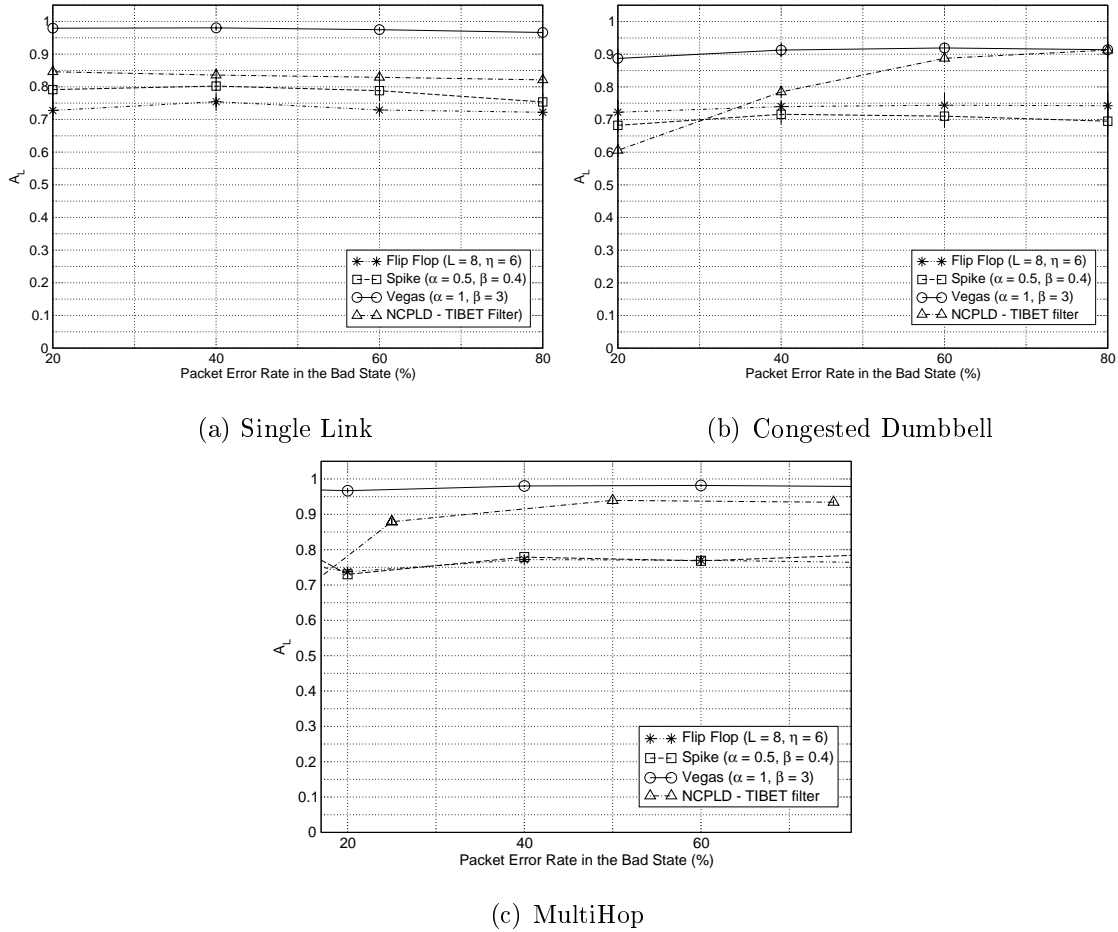 1
0.9
0.8
0.7
0.6
0.5
0.4
0.3
0.2
0.1
0
A_L
20
40
60
80
Packet Error Rate in the Bad State (%)
Flip Flop (L = 8, η = 6)
Spike (α = 0.5, β = 0.4)
Vegas (α = 1, β = 3)
NCPLD - TIBET Filter)
(a) Single Link
1
0.9
0.8
0.7
0.6
0.5
0.4
0.3
0.2
0.1
0
A_L
20
40
60
80
Packet Error Rate in the Bad State (%)
Flip Flop (L = 8, η = 6)
Spike (α = 0.5, β = 0.4)
Vegas (α = 1, β = 3)
NCPLD - TIBET filter
(b) Congested Dumbbell
1
0.9
0.8
0.7
0.6
0.5
0.4
0.3
0.2
0.1
0
A_L
20
40
60
Packet Error Rate in the Bad State (%)
Flip Flop (L = 8, η = 6)
Spike (α = 0.5, β = 0.4)
Vegas (α = 1, β = 3)
NCPLD - TIBET filter
(c) MultiHop